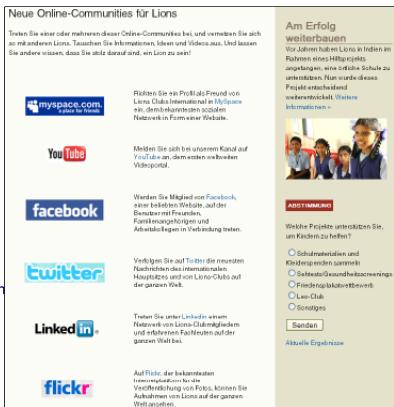 Neue Online-Communities für Lions
Treten Sie einer oder mehreren dieser Online-Communities bei, und vernetzen Sie sich
so mit anderen Lions. Tauschen Sie Informationen, Ideen und Videos aus. Und lassen
Sie andere wissen, dass Sie stolz darauf sind, ein Lion zu sein!
myspace.com.
a place for friends
Richten Sie ein Profil als Freund von
Lions Clubs International in MySpace
ein, dem bekanntesten sozialen
Netzwerk in Form einer Website.
YouTube
Melden Sie sich bei unserem Kanal auf
YouTube an, dem ersten weltweiten
Videoportal.
facebook
Werden Sie Mitglied von Facebook,
einer beliebten Website, auf der
Benutzer mit Freunden,
Familienangehörigen und
Arbeitskollegen in Verbindung treten.
twitter
Verfolgen Sie auf Twitter die neuesten
Nachrichten des internationalen
Hauptsitzes und von Lions-Clubs auf
der ganzen Welt.
n
Linked in.
Treten Sie unter Linkedin einem
Netzwerk von Lions-Clubmitgliedern
und erfahrenen Fachleuten auf der
ganzen Welt bei.
flickr
Auf Flickr, der bekanntesten
Internetplattform für die
Veröffentlichung von Fotos, können Sie
Aufnahmen von Lions auf der ganzen
Welt ansehen.
Am Erfolg
weiterbauen
Vor Jahren haben Lions in Indien im
Rahmen eines Hilfsprojekts
angefangen, eine örtliche Schule zu
unterstützen. Nun wurde dieses
Projekt entscheidend
weiterentwickelt. Weitere
Informationen »
ABSTIMMUNG
Welche Projekte unterstützen Sie,
um Kindern zu helfen?
Schulmaterialien und
Kleiderspenden sammeln
Sehtests/Gesundheitsscreenings
Friedensplakatwettbewerb
Leo-Club
Sonstiges
Senden
Aktuelle Ergebnisse